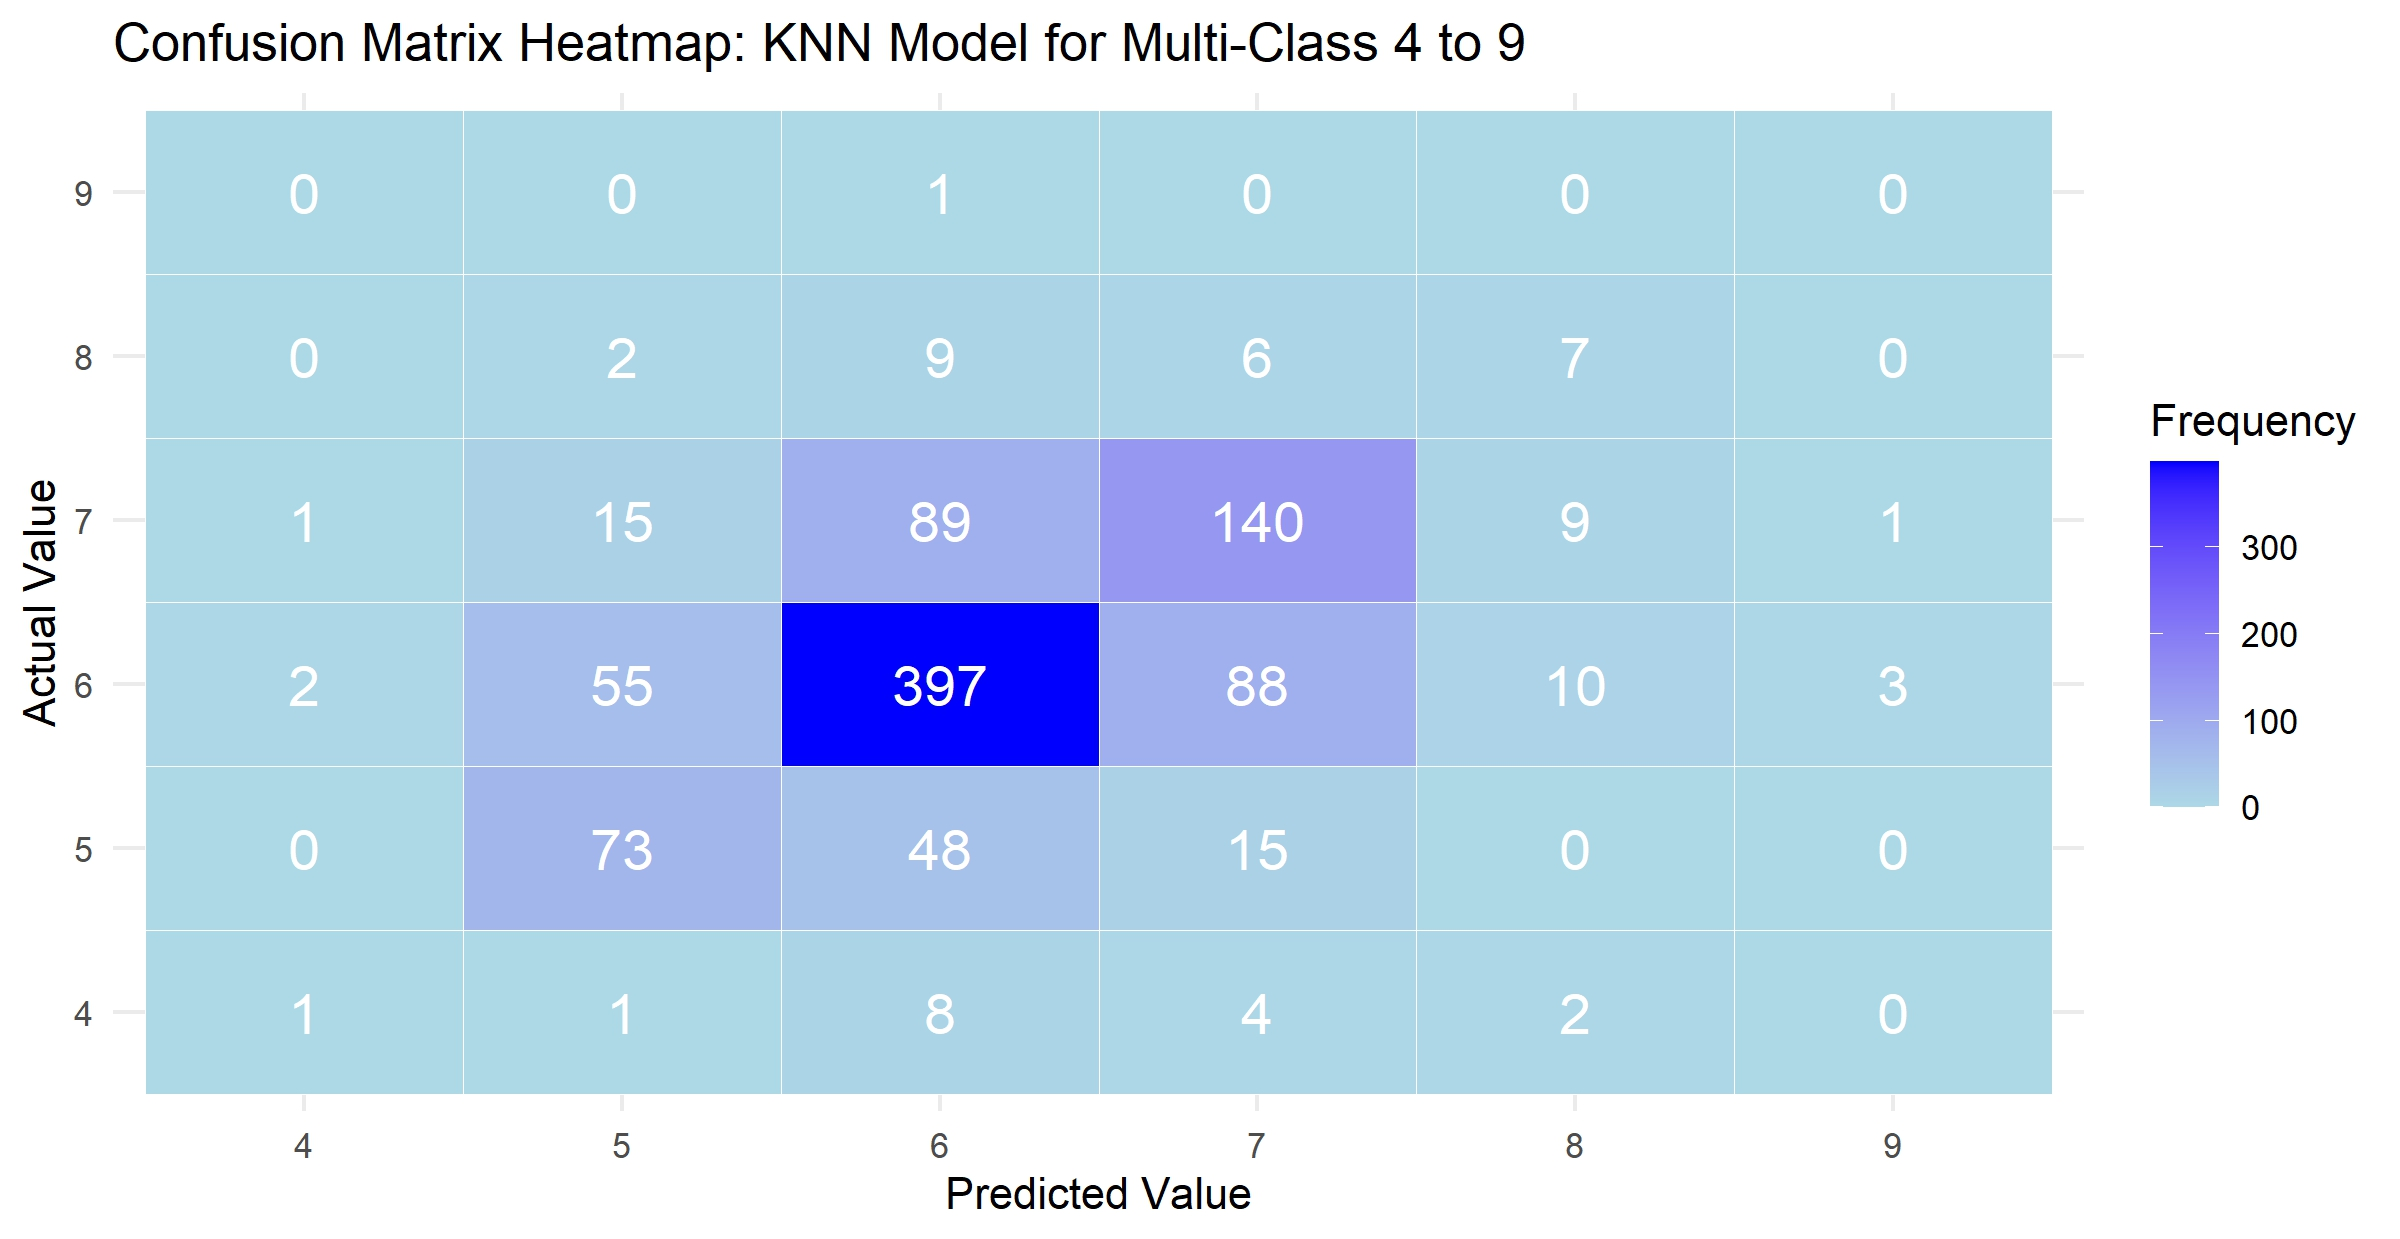 Confusion Matrix Heatmap: KNN Model for Multi-Class 4 to 9
Actual Value
9 0 0 1 0 0 0
8 0 2 9 6 7 0
7 1 15 89 140 9 1
6 2 55 397 88 10 3
5 0 73 48 15 0 0
4 1 1 8 4 2 0
4 5 6 7 8 9
Predicted Value
Frequency
300
200
100
0